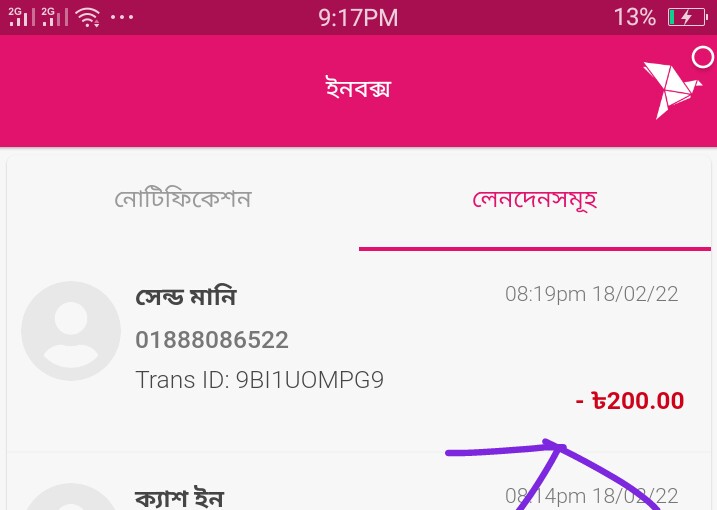 2G 2G 9:17PM 13%
ইনবক্স
নোটিফিকেশন লেনদেনসমূহ
সেন্ড মানি 08:19pm 18/02/22
01888086522
Trans ID: 9BI1UOMPG9
- ৳200.00
ক্যাশ ইন 08:14pm 18/02/22